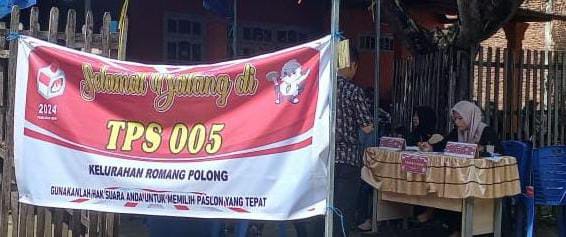 Selamat Datang di
2024
TPS 005
KELURAHAN ROMANG POLONG
GUNAKANLAH HAK SUARA ANDA UNTUK MEMILIH PASLON YANG TEPAT